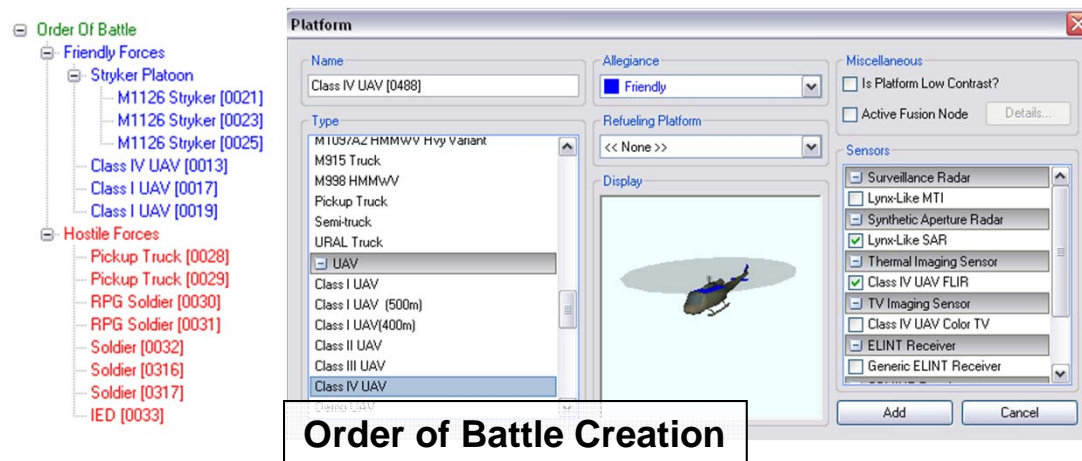 Order Of Battle
Friendly Forces
Stryker Platoon
M1126 Stryker [0021]
M1126 Stryker [0023]
M1126 Stryker [0025]
Class IV UAV [0013]
Class I UAV [0017]
Class I UAV [0019]
Hostile Forces
Pickup Truck [0028]
Pickup Truck [0029]
RPG Soldier [0030]
RPG Soldier [0031]
Soldier [0032]
Soldier [0316]
Soldier [0317]
IED [0033]
Platform
Name
Class IV UAV [0488]
Type
M1097A2 HMMWV Hvy Variant
M915 Truck
M998 HMMWV
Pickup Truck
Semi-truck
URAL Truck
UAV
Class I UAV
Class I UAV (500m)
Class I UAV(400m)
Class II UAV
Class III UAV
Class IV UAV
Demo UAV
Allegiance
Friendly
Refueling Platform
<< None >>
Display
Miscellaneous
Is Platform Low Contrast?
Active Fusion Node
Details...
Sensors
Surveillance Radar
Lynx-Like MTI
Synthetic Aperture Radar
Lynx-Like SAR
Thermal Imaging Sensor
Class IV UAV FLIR
TV Imaging Sensor
Class IV UAV Color TV
ELINT Receiver
Generic ELINT Receiver
Add
Cancel
Order of Battle Creation